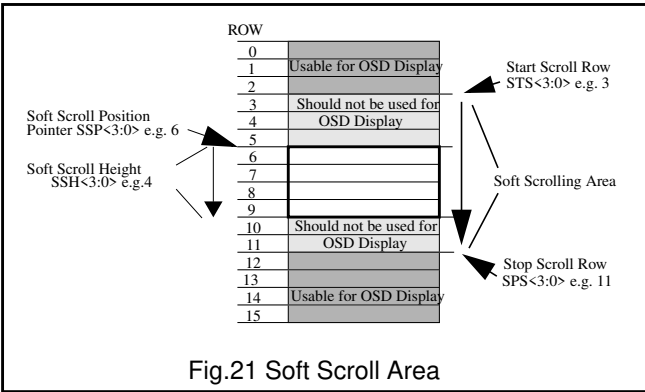 ROW
0
1
2
3
4
5
6
7
8
9
10
11
12
13
14
15
Usable for OSD Display
Should not be used for
OSD Display
Should not be used for
OSD Display
Usable for OSD Display
Soft Scroll Position
Pointer SSP<3:0> e.g. 6
Soft Scroll Height
SSH<3:0> e.g.4
Start Scroll Row
STS<3:0> e.g. 3
Soft Scrolling Area
Stop Scroll Row
SPS<3:0> e.g. 11
Fig.21 Soft Scroll Area